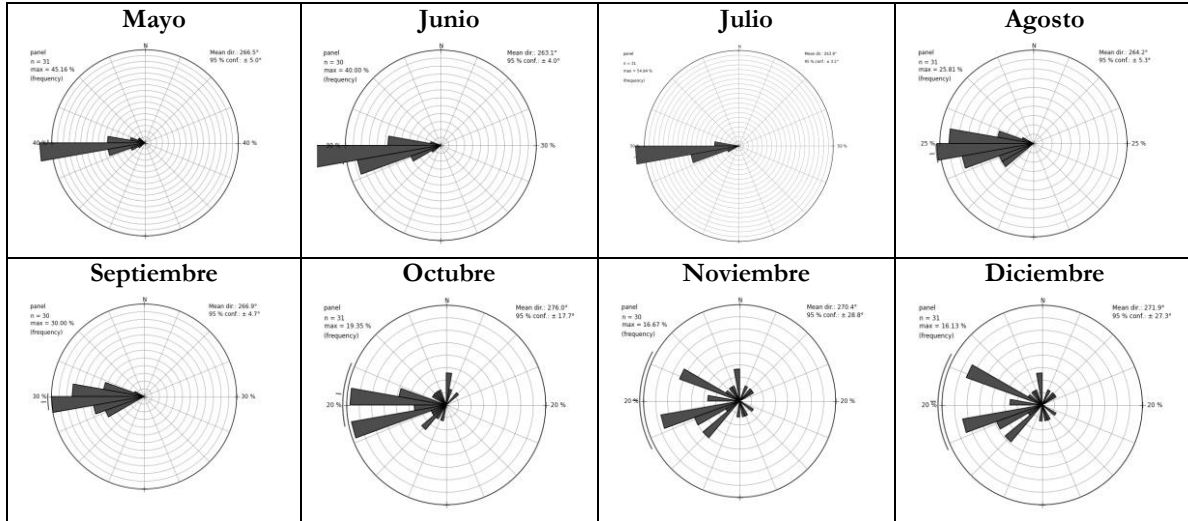 Mayo
N
panel
n = 31
max = 45.16 %
(frequency)
Mean dir.: 266.5°
95 % conf.: ± 5.0°
40 %
40 %
Junio
N
panel
n = 30
max = 40.00 %
(frequency)
Mean dir.: 263.1°
95 % conf.: ± 4.0°
30 %
30 %
Julio
N
panel
n = 31
(frequency)
Agosto
N
panel
n = 31
max = 25.81 %
(frequency)
Mean dir.: 264.2°
95 % conf.: ± 5.3°
25 %
25 %
Septiembre
N
panel
n = 30
max = 30.00 %
(frequency)
Mean dir.: 266.9°
95 % conf.: ± 4.7°
30 %
30 %
Octubre
N
panel
n = 31
max = 19.35 %
(frequency)
Mean dir.: 276.0°
95 % conf.: ± 17.7°
20 %
20 %
Noviembre
N
panel
n = 30
max = 16.67 %
(frequency)
Mean dir.: 270.4°
95 % conf.: ± 28.8°
20 %
20 %
Diciembre
N
panel
n = 31
max = 16.13 %
(frequency)
Mean dir.: 271.9°
95 % conf.: ± 27.3°
20 %
20 %